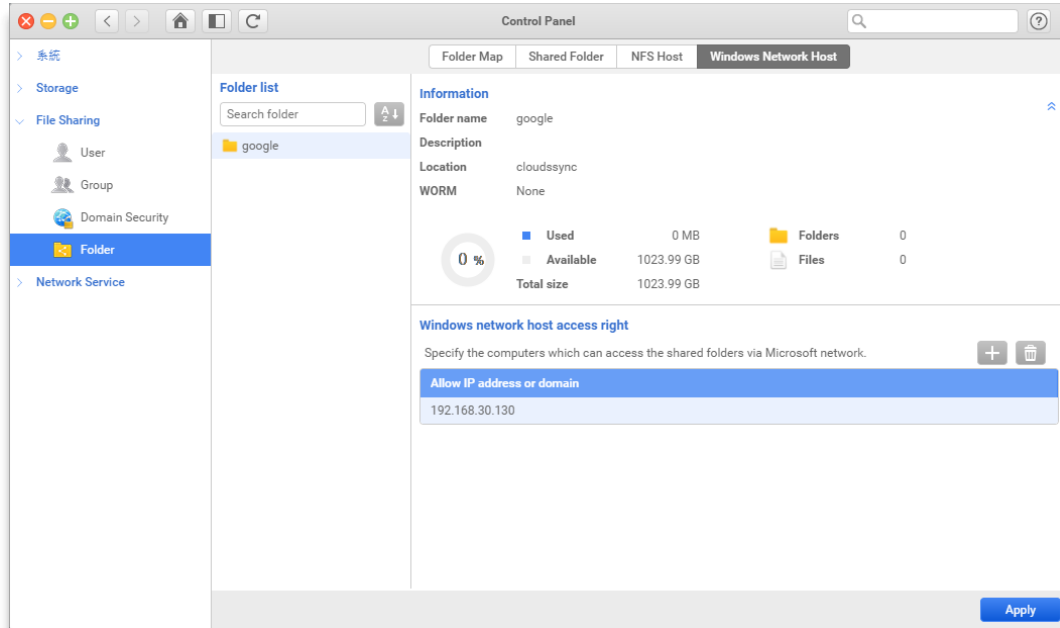 Control Panel
系統
Storage
File Sharing
User
Group
Domain Security
Folder
Network Service
Folder Map Shared Folder NFS Host Windows Network Host
Folder list
Search folder
google
Information
Folder name google
Description
Location cloudssync
WORM None
0 %
Used 0 MB Folders 0
Available 1023.99 GB Files 0
Total size 1023.99 GB
Windows network host access right
Specify the computers which can access the shared folders via Microsoft network.
Allow IP address or domain
192.168.30.130
Apply